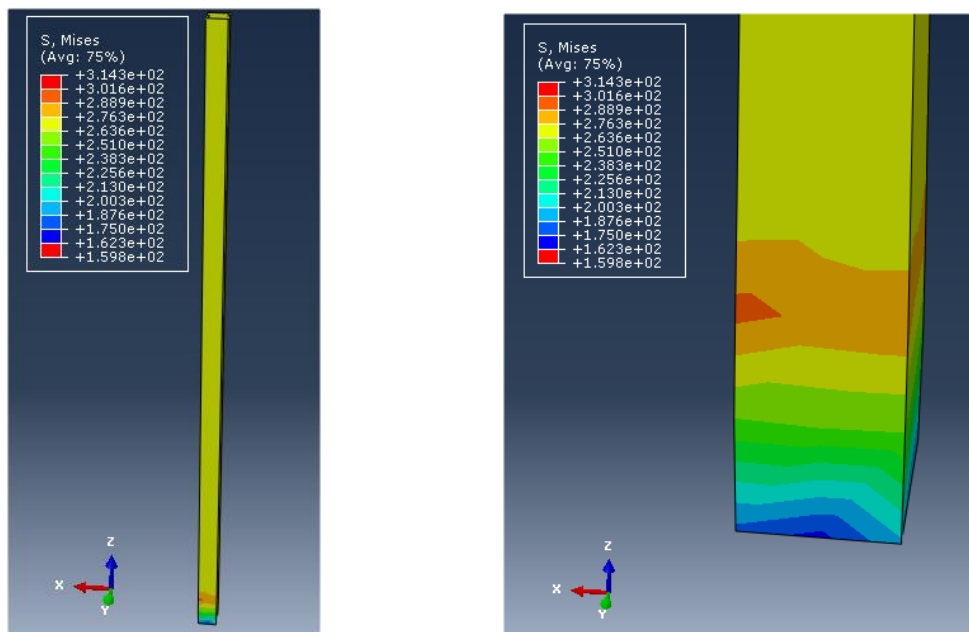 S, Mises
(Avg: 75%)
+3.143e+02
+3.016e+02
+2.889e+02
+2.763e+02
+2.636e+02
+2.510e+02
+2.383e+02
+2.256e+02
+2.130e+02
+2.003e+02
+1.876e+02
+1.750e+02
+1.623e+02
+1.598e+02
Z
X
Y
S, Mises
(Avg: 75%)
+3.143e+02
+3.016e+02
+2.889e+02
+2.763e+02
+2.636e+02
+2.510e+02
+2.383e+02
+2.256e+02
+2.130e+02
+2.003e+02
+1.876e+02
+1.750e+02
+1.623e+02
+1.598e+02
Z
X
Y